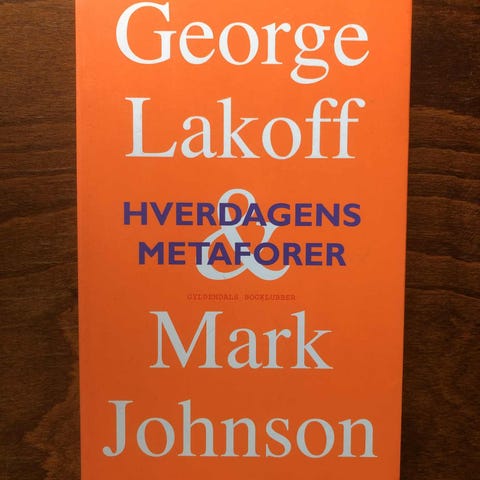 George
Lakoff
&
HVERDAGENS
METAFORER
GYLDENDALS BOGKLUBBER
Mark
Johnson